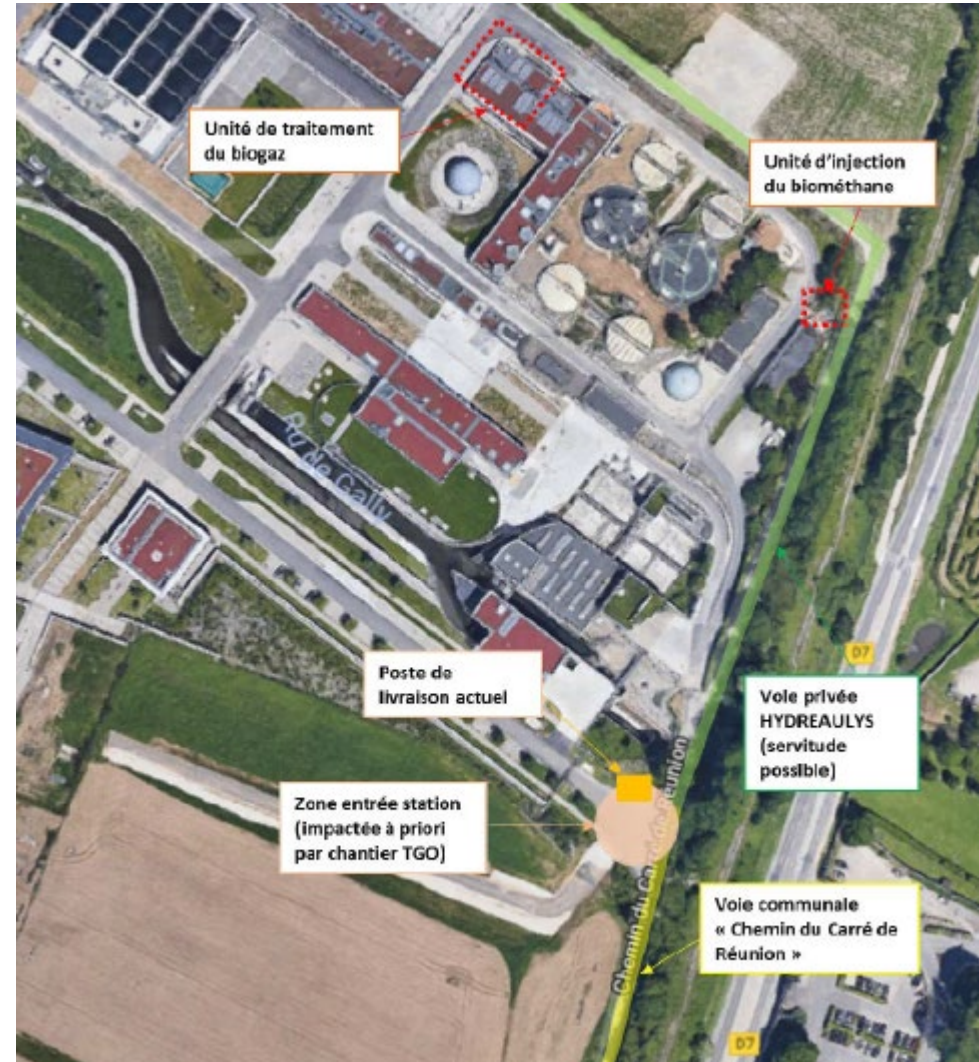 Unité de traitement
du biogaz
Unité d'injection
du biométhane
Ru de Gally
Poste de
livraison actuel
D7
Voie privée
HYDREAULYS
(servitude
possible)
Zone entrée station
(impactée à priori
par chantier TGO)
Chemin du Carré de Réunion
Voie communale
« Chemin du Carré de
Réunion »
D7